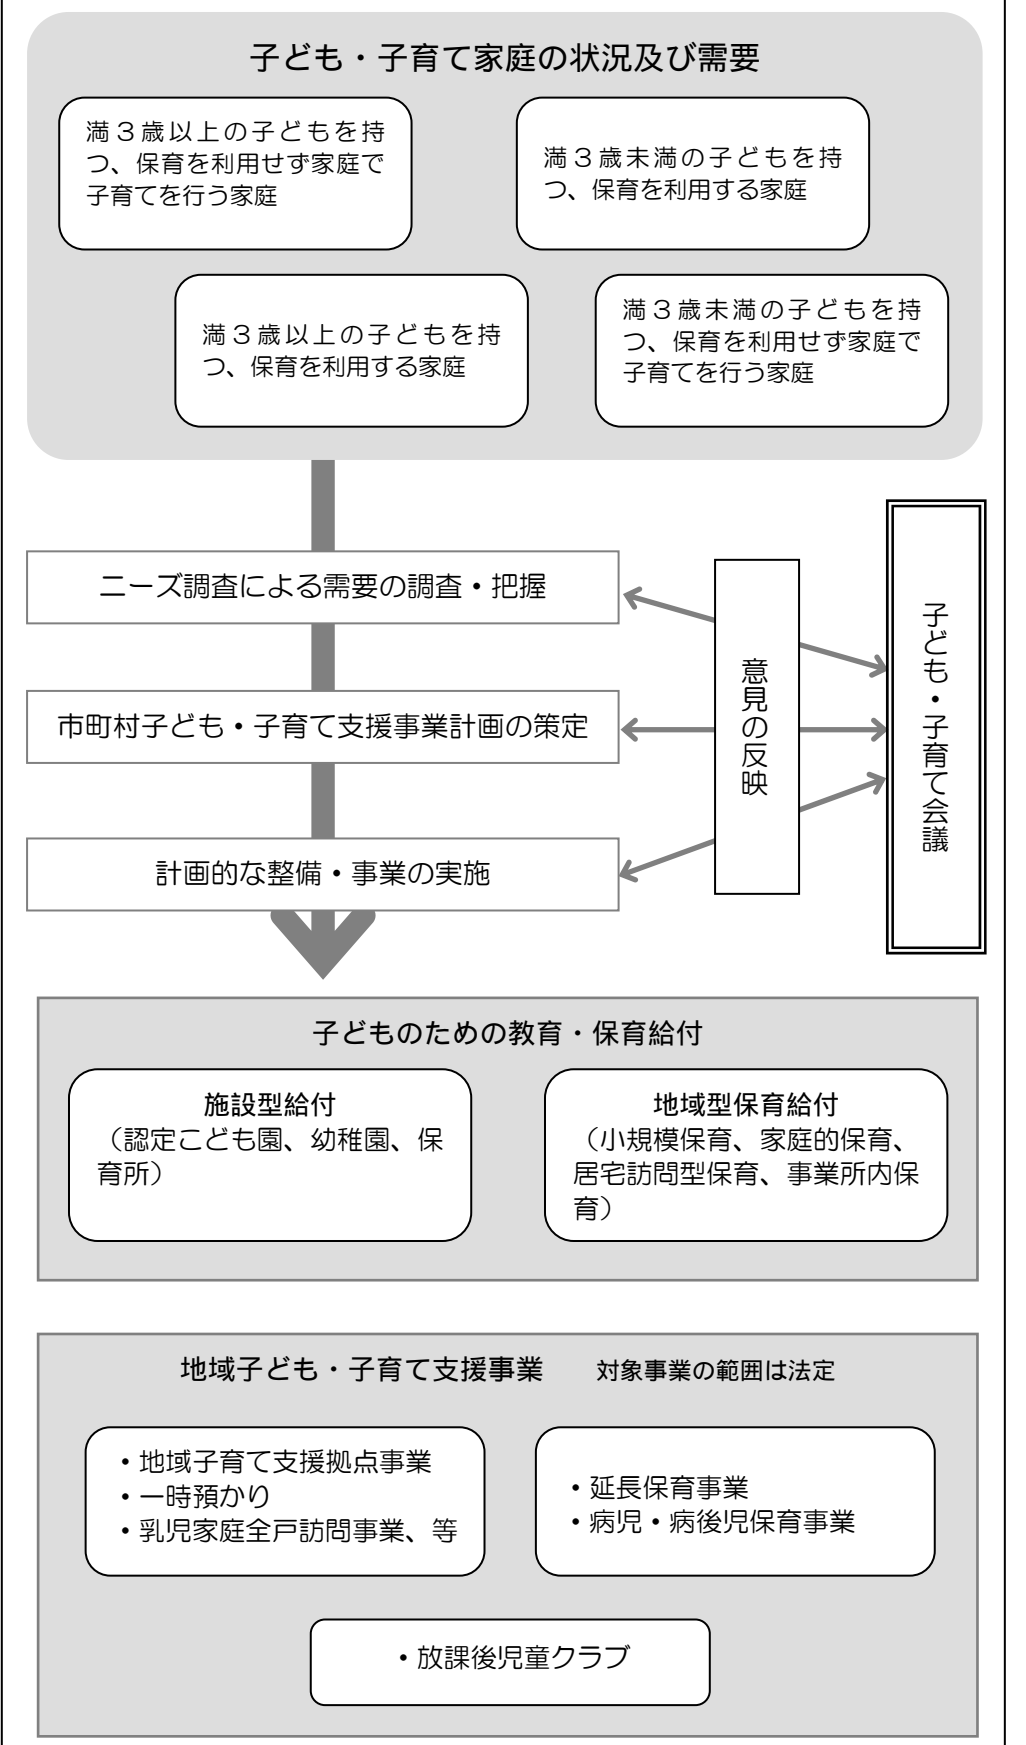 子ども・子育て家庭の状況及び需要
満３歳以上の子どもを持
つ、保育を利用せず家庭で
子育てを行う家庭
満３歳未満の子どもを持
つ、保育を利用する家庭
満３歳以上の子どもを持
つ、保育を利用する家庭
満３歳未満の子どもを持
つ、保育を利用せず家庭で
子育てを行う家庭
ニーズ調査による需要の調査・把握
市町村子ども・子育て支援事業計画の策定
計画的な整備・事業の実施
意見の反映
子ども・子育て会議
子どものための教育・保育給付
施設型給付
（認定こども園、幼稚園、保
育所）
地域型保育給付
（小規模保育、家庭的保育、
居宅訪問型保育、事業所内保
育）
地域子ども・子育て支援事業　対象事業の範囲は法定
・地域子育て支援拠点事業
・一時預かり
・乳児家庭全戸訪問事業、等
・延長保育事業
・病児・病後児保育事業
・放課後児童クラブ